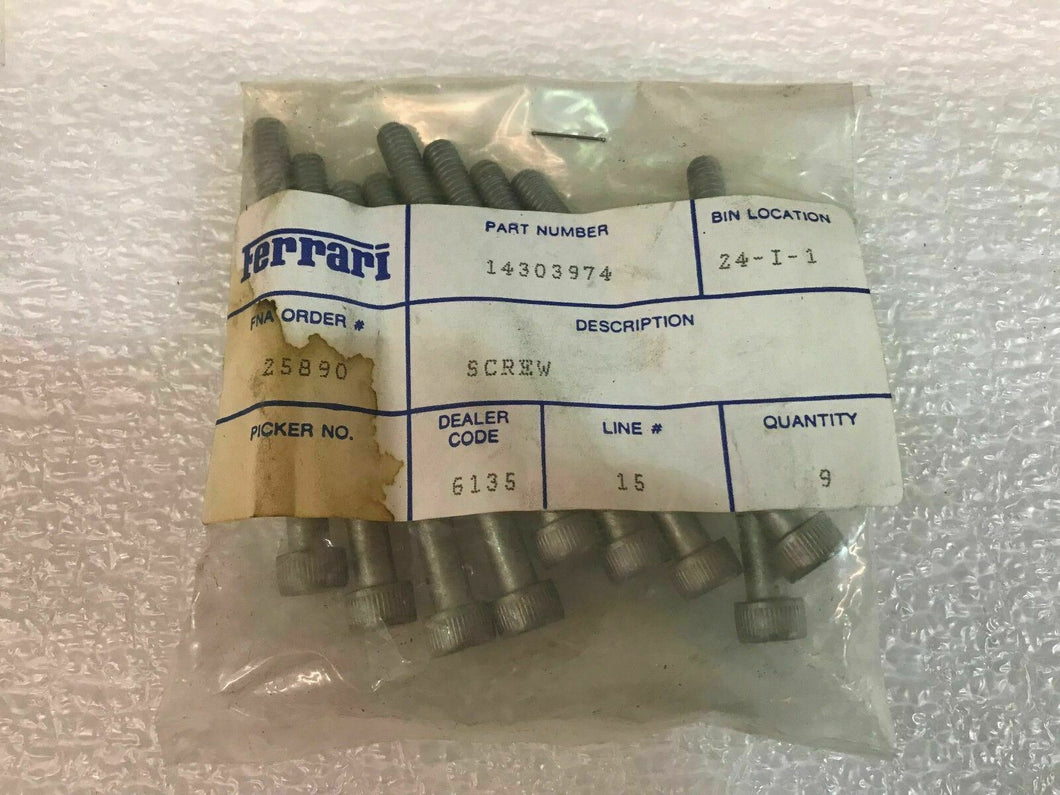 Ferrari
PART NUMBER
14303974
BIN LOCATION
24-I-1
FNA ORDER #
25890
DESCRIPTION
SCREW
PICKER NO.
DEALER
CODE
6135
LINE #
15
QUANTITY
9